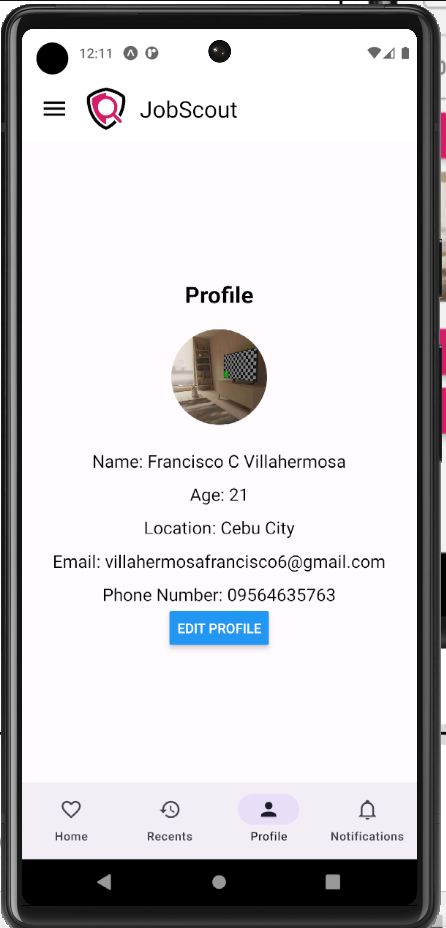 12:11
JobScout
Profile
Name: Francisco C Villahermosa
Age: 21
Location: Cebu City
Email: villahermosafrancisco6@gmail.com
Phone Number: 09564635763
EDIT PROFILE
Home
Recents
Profile
Notifications